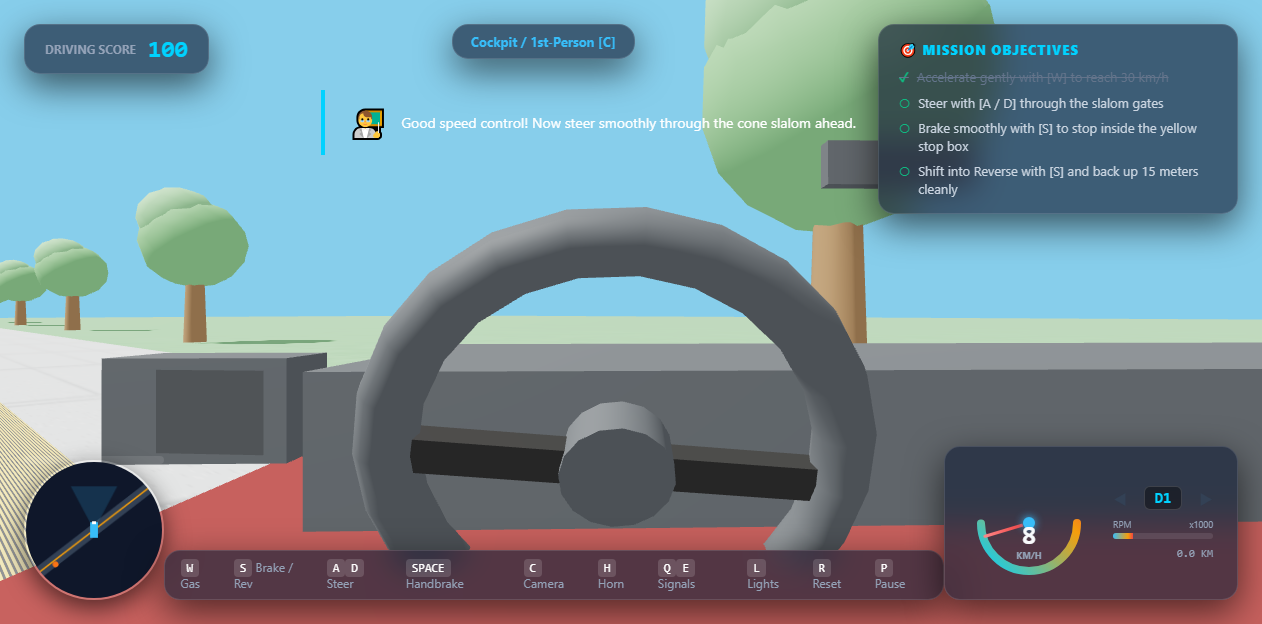 DRIVING SCORE 100
Cockpit / 1st-Person [C]
MISSION OBJECTIVES
✓ Accelerate gently with [W] to reach 30 km/h
○ Steer with [A / D] through the slalom gates
○ Brake smoothly with [S] to stop inside the yellow
stop box
○ Shift into Reverse with [S] and back up 15 meters
cleanly
Good speed control! Now steer smoothly through the cone slalom ahead.
W
Gas
S Brake /
Rev
A D
Steer
SPACE
Handbrake
C
Camera
H
Horn
Q E
Signals
L
Lights
R
Reset
P
Pause
8
KM/H
D1
RPM x1000
0.0 KM